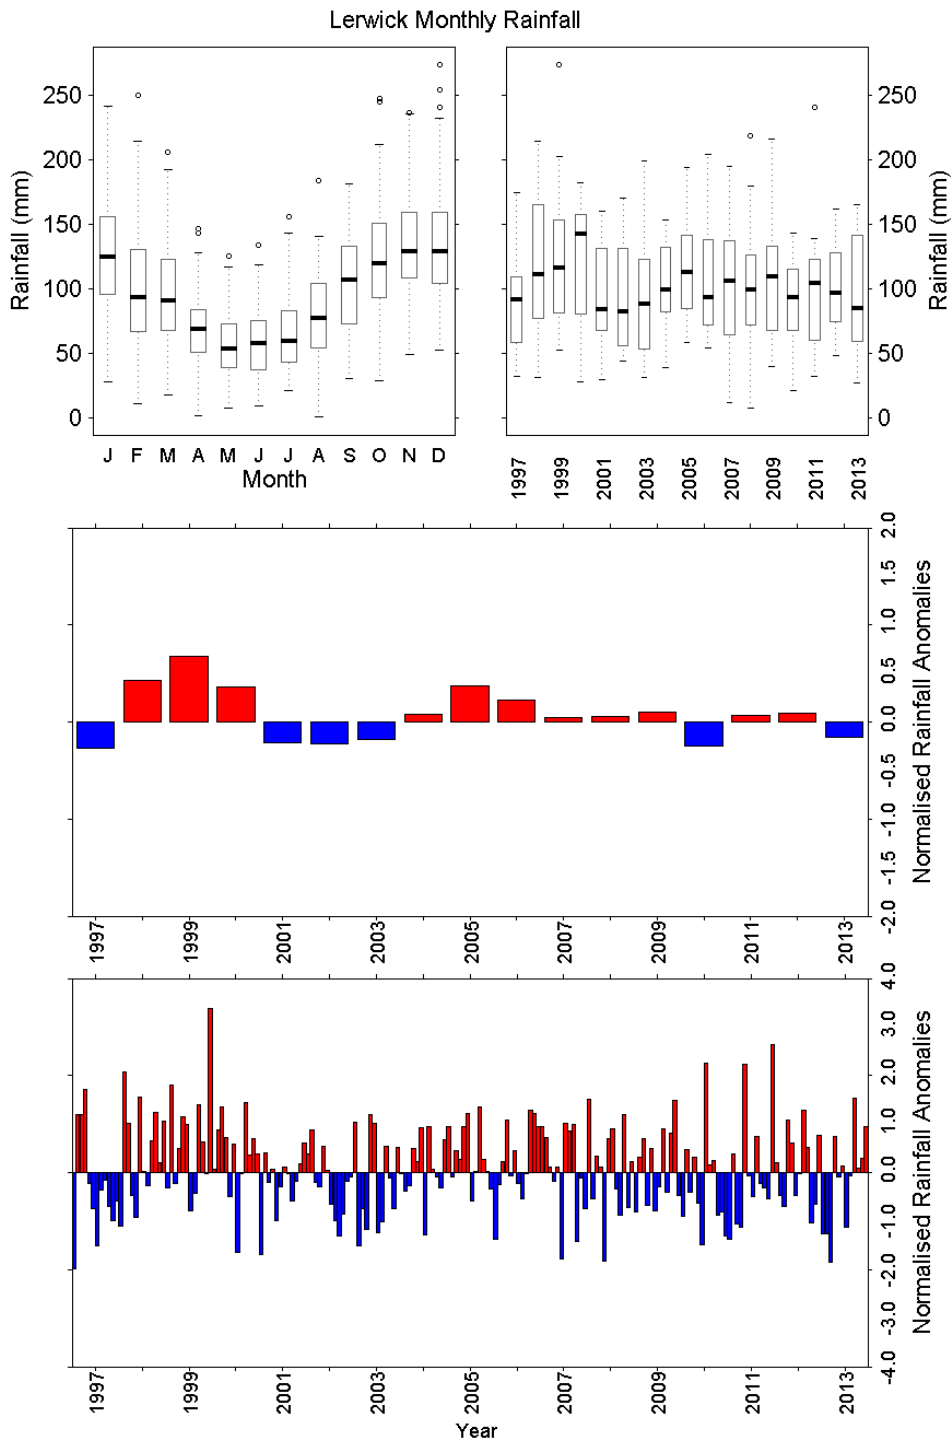 Lerwick Monthly Rainfall
Rainfall (mm)
250
200
150
100
50
0
J F M A M J J A S O N D
Month
250
200
150
100
50
0
Rainfall (mm)
1997 1999 2001 2003 2005 2007 2009 2011 2013
2.0
1.5
1.0
0.5
0.0
-0.5
-1.0
-1.5
-2.0
Normalised Rainfall Anomalies
1997 1999 2001 2003 2005 2007 2009 2011 2013
4.0
3.0
2.0
1.0
0.0
-1.0
-2.0
-3.0
-4.0
Normalised Rainfall Anomalies
1997 1999 2001 2003 2005 2007 2009 2011 2013
Year